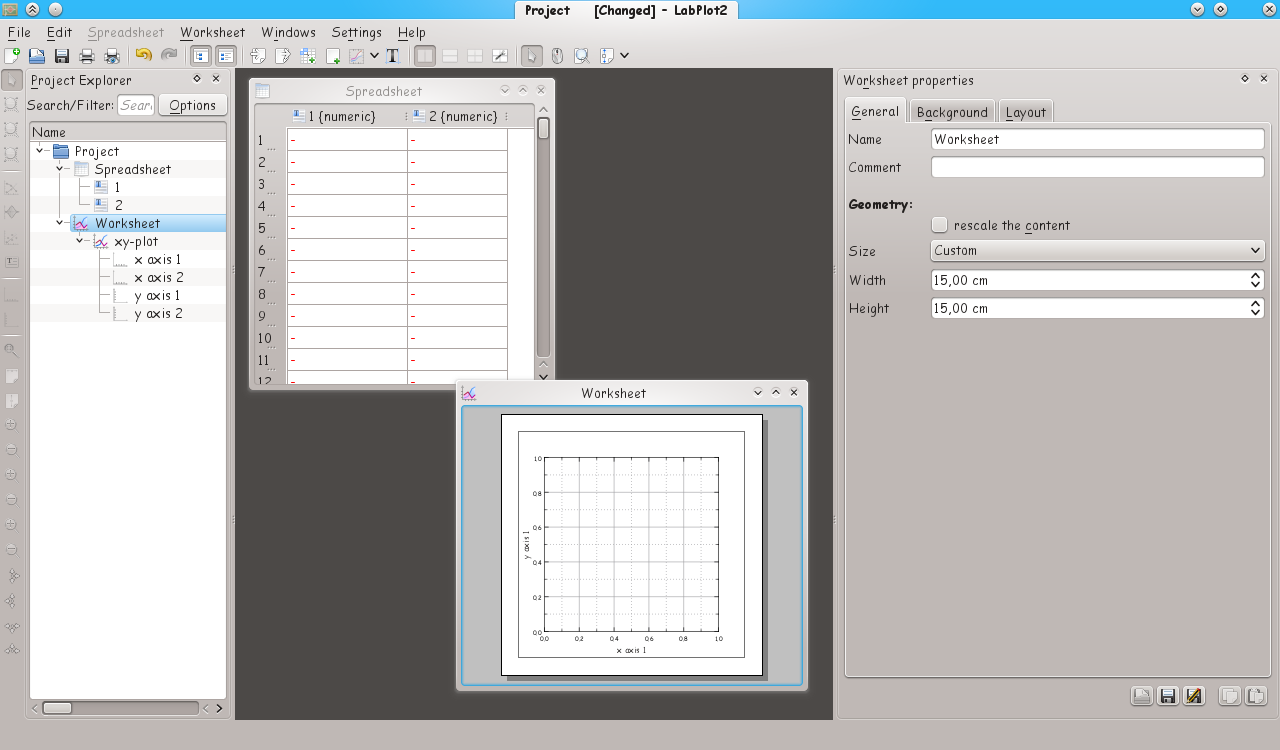 Project [Changed] - LabPlot2
File Edit Spreadsheet Worksheet Windows Settings Help
Project Explorer
Search/Filter: Sear Options
Name
Project
Spreadsheet
1
2
Worksheet
xy-plot
x axis 1
x axis 2
y axis 1
y axis 2
Spreadsheet
1 {numeric} 2 {numeric}
1 ... - -
2 ... - -
3 ... - -
4 ... - -
5 ... - -
6 ... - -
7 ... - -
8 ... - -
9 ... - -
10 ... - -
11 ... - -
12 - -
Worksheet
1.0
0.8
0.6
0.4
0.2
0.0
y axis 1
0.0 0.2 0.4 0.6 0.8 1.0
x axis 1
Worksheet properties
General Background Layout
Name Worksheet
Comment
Geometry:
rescale the content
Size Custom
Width 15,00 cm
Height 15,00 cm